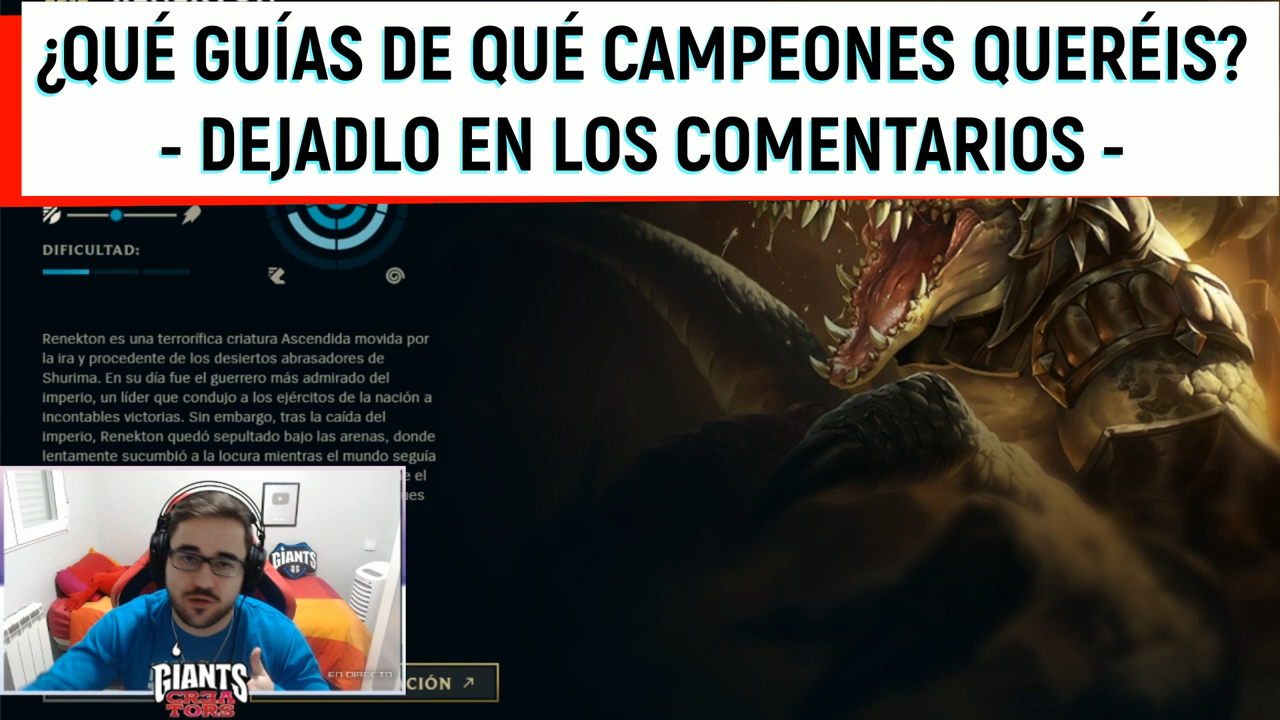 ¿QUÉ GUÍAS DE QUÉ CAMPEONES QUERÉIS?
- DEJADLO EN LOS COMENTARIOS -
DIFICULTAD:
Renekton es una terrorífica criatura Ascendida movida por
la ira y procedente de los desiertos abrasadores de
Shurima. En su día fue el guerrero más admirado del
imperio, un líder que condujo a los ejércitos de la nación a
incontables victorias. Sin embargo, tras la caída del
imperio, Renekton quedó sepultado bajo las arenas, donde
lentamente sucumbió a la locura mientras el mundo seguía
el
GIANTS
EN DIRECTO
GIANTS
CREA
TORS